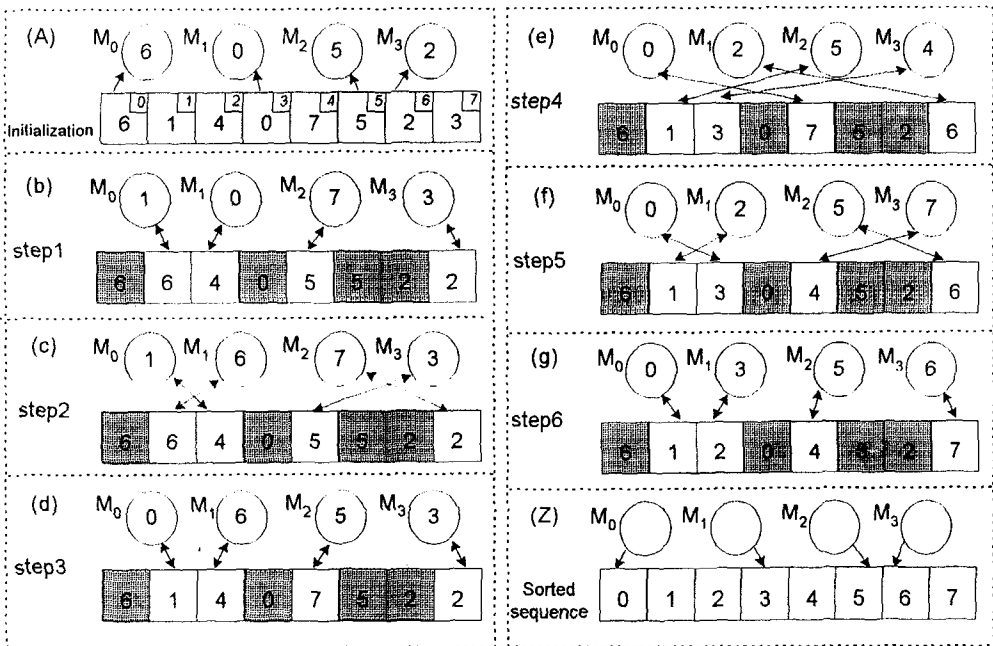 (A) M0 6 M1 0 M2 5 M3 2
0 1 2 3 4 5 6 7
Initialization 6 1 4 0 7 5 2 3
(b) M0 1 M1 0 M2 7 M3 3
step1
6 6 4 0 5 5 2 2
(c) M0 1 M1 6 M2 7 M3 3
step2
6 6 4 0 5 5 2 2
(d) M0 0 M1 6 M2 5 M3 3
step3
6 1 4 0 7 5 2 2
(e) M0 0 M1 2 M2 5 M3 4
step4
6 1 3 0 7 5 2 6
(f) M0 0 M1 2 M2 5 M3 7
step5
6 1 3 0 4 5 2 6
(g) M0 0 M1 3 M2 5 M3 6
step6
6 1 2 0 4 5 2 7
(Z) M0 M1 M2 M3
Sorted
sequence
0 1 2 3 4 5 6 7